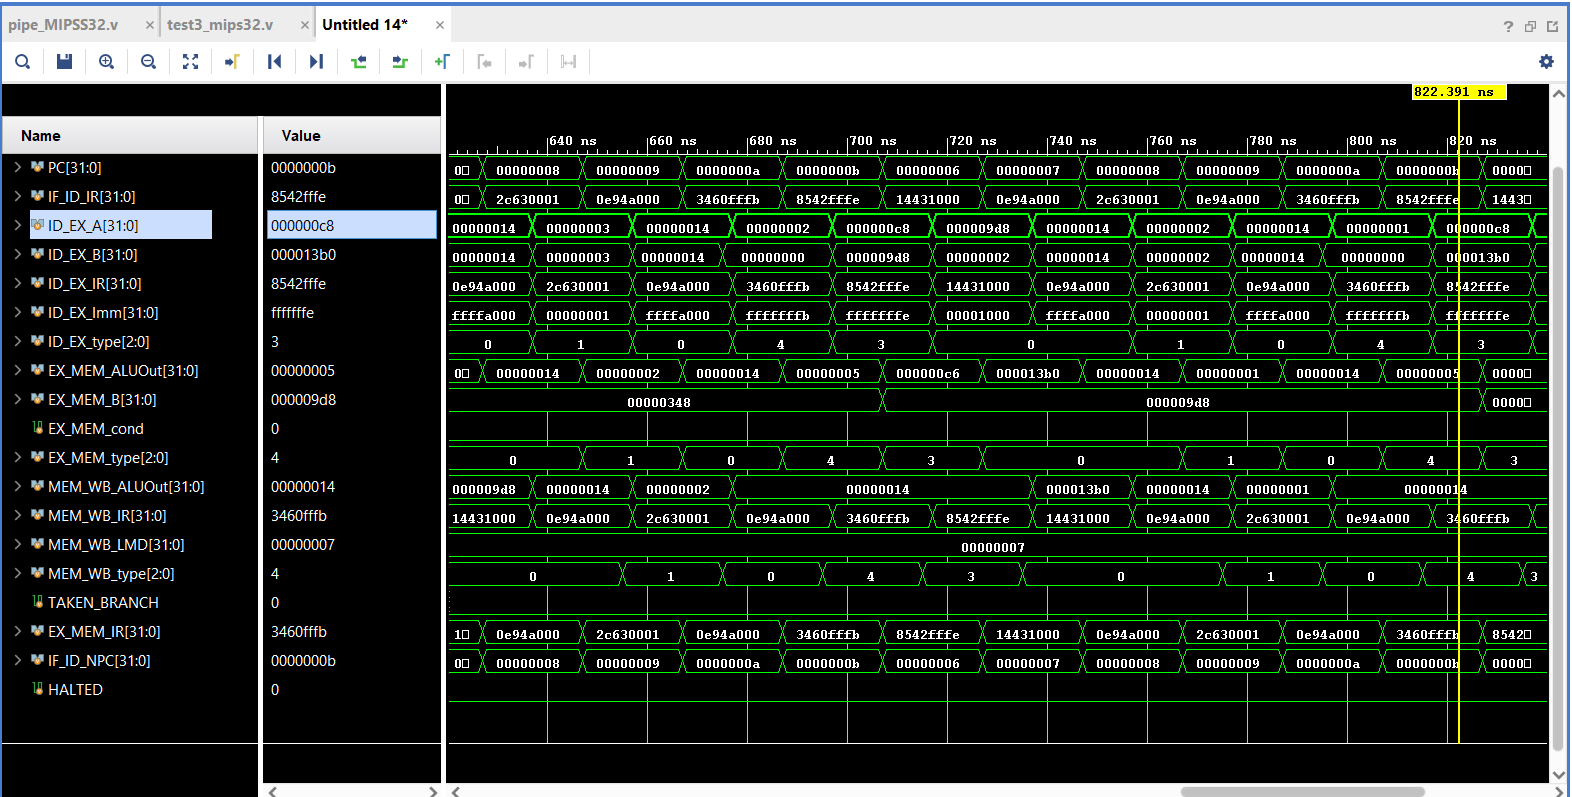 pipe_MIPSS32.v × test3_mips32.v × Untitled 14* ×
822.391 ns
Name Value
640 ns 660 ns 680 ns 700 ns 720 ns 740 ns 760 ns 780 ns 800 ns 820 ns
PC[31:0] 0000000b 0 00000008 00000009 0000000a 0000000b 00000006 00000007 00000008 00000009 0000000a 0000000b 0000
IF_ID_IR[31:0] 8542fffe 0 2c630001 0e94a000 3460fffb 8542fffe 14431000 0e94a000 2c630001 0e94a000 3460fffb 8542fffe 1443
ID_EX_A[31:0] 000000c8 00000014 00000003 00000014 00000002 000000c8 000009d8 00000014 00000002 00000014 00000001 000000c8
ID_EX_B[31:0] 000013b0 00000014 00000003 00000014 00000000 000009d8 00000002 00000014 00000002 00000014 00000000 000013b0
ID_EX_IR[31:0] 8542fffe 0e94a000 2c630001 0e94a000 3460fffb 8542fffe 14431000 0e94a000 2c630001 0e94a000 3460fffb 8542fffe
ID_EX_Imm[31:0] fffffffe ffffa000 00000001 ffffa000 fffffffb fffffffe 00001000 ffffa000 00000001 ffffa000 fffffffb fffffffe
ID_EX_type[2:0] 3 0 1 0 4 3 0 1 0 4 3
EX_MEM_ALUOut[31:0] 00000005 0 00000014 00000002 00000014 00000005 000000c6 000013b0 00000014 00000001 00000014 00000005 0000
EX_MEM_B[31:0] 000009d8 00000348 000009d8 0000
EX_MEM_cond 0
EX_MEM_type[2:0] 4 0 1 0 4 3 0 1 0 4 3
MEM_WB_ALUOut[31:0] 00000014 000009d8 00000014 00000002 00000014 000013b0 00000014 00000001 00000014
MEM_WB_IR[31:0] 3460fffb 14431000 0e94a000 2c630001 0e94a000 3460fffb 8542fffe 14431000 0e94a000 2c630001 0e94a000 3460fffb
MEM_WB_LMD[31:0] 00000007 00000007
MEM_WB_type[2:0] 4 0 1 0 4 3 0 1 0 4 3
TAKEN_BRANCH 0
EX_MEM_IR[31:0] 3460fffb 1 0e94a000 2c630001 0e94a000 3460fffb 8542fffe 14431000 0e94a000 2c630001 0e94a000 3460fffb 8542
IF_ID_NPC[31:0] 0000000b 0 00000008 00000009 0000000a 0000000b 00000006 00000007 00000008 00000009 0000000a 0000000b 0000
HALTED 0